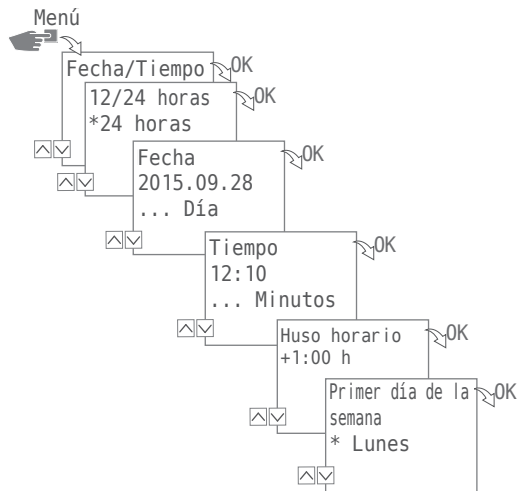 Menú
Fecha/Tiempo
OK
12/24 horas
*24 horas
OK
Fecha
2015.09.28
... Día
OK
Tiempo
12:10
... Minutos
OK
Huso horario
+1:00 h
OK
Primer día de la
semana
* Lunes
OK